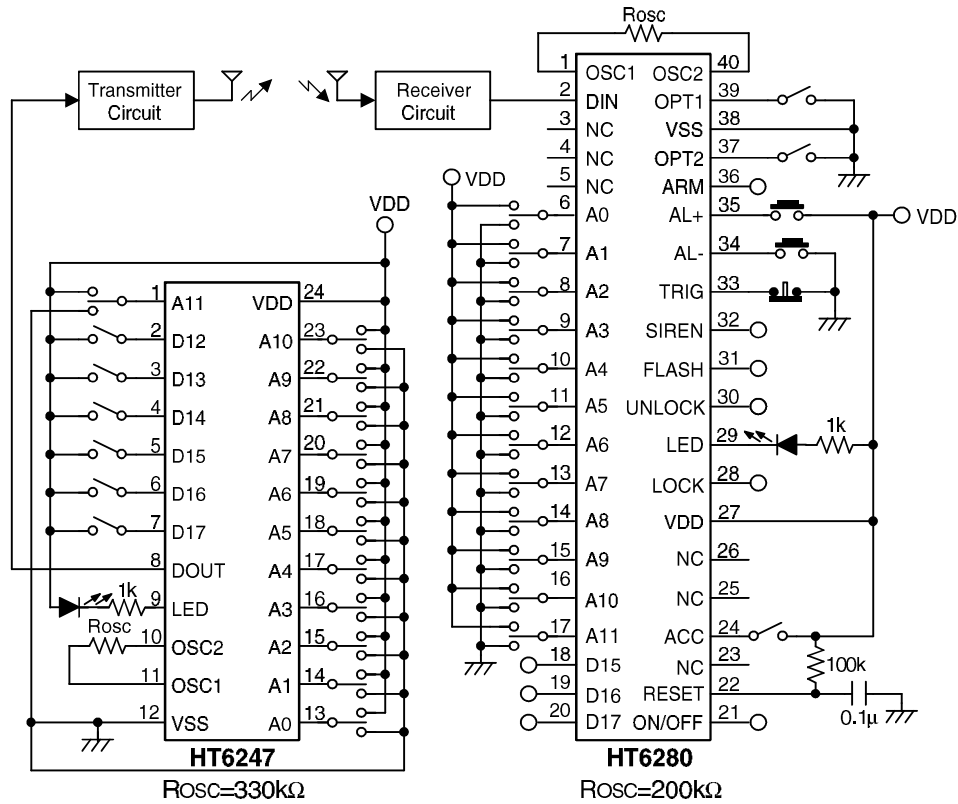 Rosc
1 OSC1 OSC2 40
Transmitter
Circuit
Receiver
Circuit
2 DIN OPT1 39
3 NC VSS 38
4 NC OPT2 37
5 NC ARM 36
VDD
6 A0 AL+ 35
VDD
7 A1 AL- 34
8 A2 TRIG 33
9 A3 SIREN 32
10 A4 FLASH 31
11 A5 UNLOCK 30
12 A6 LED 29
1k
13 A7 LOCK 28
14 A8 VDD 27
15 A9 NC 26
16 A10 NC 25
17 A11 ACC 24
18 D15 NC 23
100k
19 D16 RESET 22
0.1μ
20 D17 ON/OFF 21
HT6280
ROSC=200kΩ
VDD
1 A11 VDD 24
2 D12 A10 23
3 D13 A9 22
4 D14 A8 21
5 D15 A7 20
6 D16 A6 19
7 D17 A5 18
8 DOUT A4 17
1k
9 LED A3 16
Rosc
10 OSC2 A2 15
11 OSC1 A1 14
12 VSS A0 13
HT6247
ROSC=330kΩ